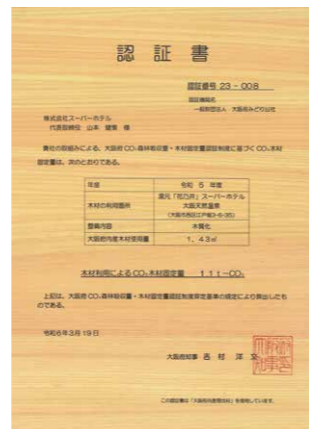 認証書
認証番号 23-008
認証機関名
一般財団法人 大阪府みどり公社
株式会社スーパーホテル
代表取締役 山本 健策 様
貴社の取組みによる、大阪府 CO₂ 森林吸収量・木材固定量認証制度に基づく CO₂ 木材
固定量は、次のとおりである。
年度 令和 5 年度
木材の利用箇所 湯元「花乃井」スーパーホテル
大阪天然温泉
（大阪市西区江戸堀3-6-35）
整備内容 木質化
大阪府内産木材使用量 1.43㎥
木材利用によるCO₂木材固定量 1.1t-CO₂
上記は、大阪府 CO₂ 森林吸収量・木材固定量認証制度算定基準の規定により算出したも
のである。
令和6年3月19日
大阪府知事 吉村 洋文
この認証書は「大阪府内産間伐材」を使用しています。